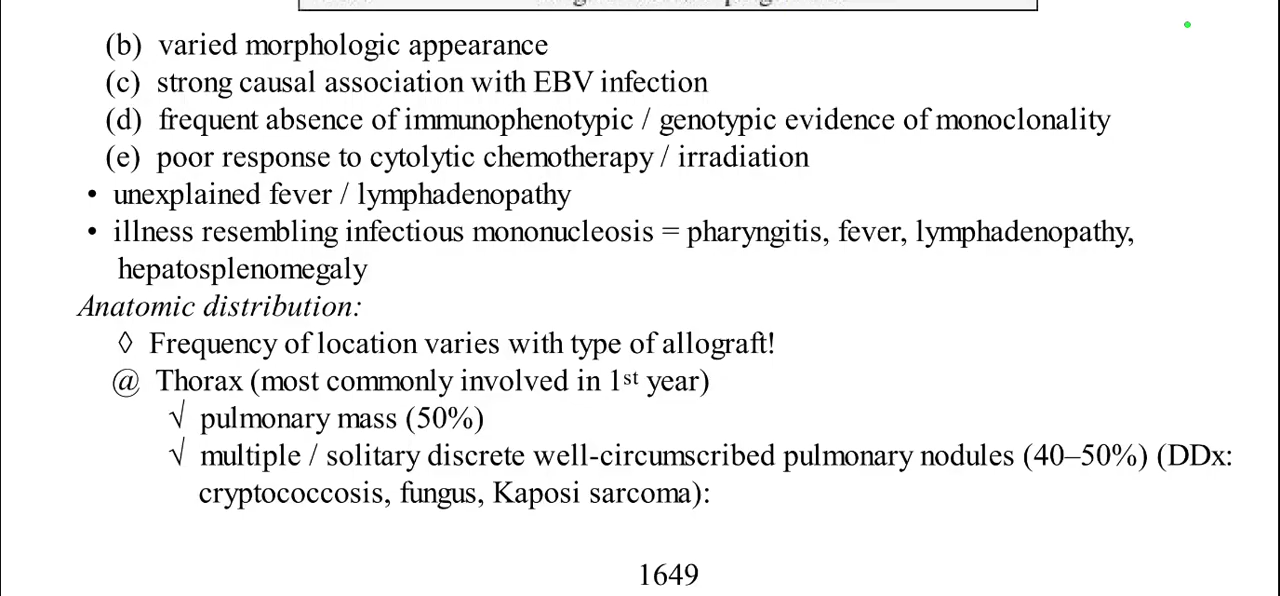 (b) varied morphologic appearance
(c) strong causal association with EBV infection
(d) frequent absence of immunophenotypic / genotypic evidence of monoclonality
(e) poor response to cytolytic chemotherapy / irradiation
• unexplained fever / lymphadenopathy
• illness resembling infectious mononucleosis = pharyngitis, fever, lymphadenopathy,
hepatosplenomegaly
Anatomic distribution:
◊ Frequency of location varies with type of allograft!
@ Thorax (most commonly involved in 1st year)
√ pulmonary mass (50%)
√ multiple / solitary discrete well-circumscribed pulmonary nodules (40–50%) (DDx:
cryptococcosis, fungus, Kaposi sarcoma):
1649